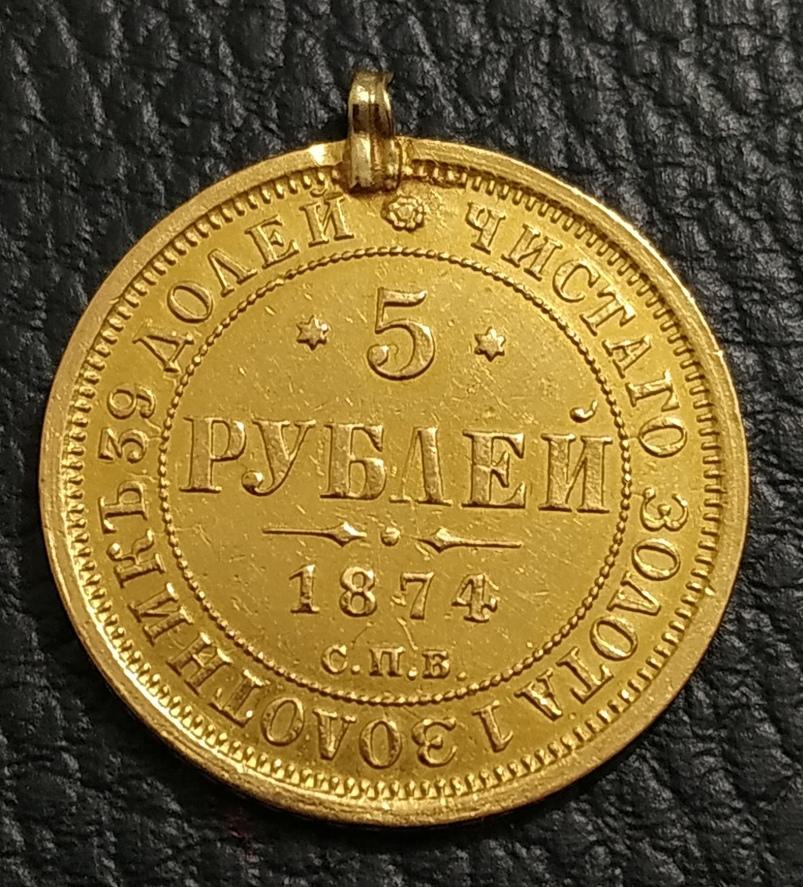 5
РУБЛЕЙ
1874
С.П.Б.
ЧИСТАГО ЗОЛОТА 1 ЗОЛОТНИКЪ 39 ДОЛЕЙ